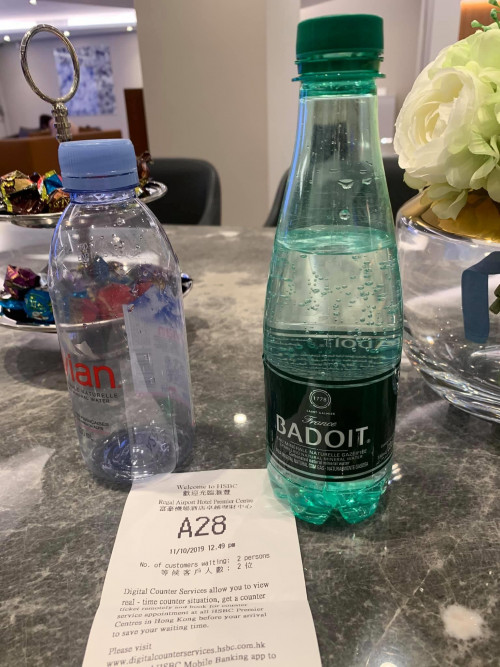 vian
1778
France
BADOIT.
Welcome to HSBC
歡迎光臨滙豐
Regal Airport Hotel Premier Centre
富豪機場酒店卓越理財中心
A28
11/10/2019 12.49 pm
No. of customers waiting: 2 persons
等候客戶人數: 2 位
Digital Counter Services allow you to view
real - time counter situation, get a counter
ticket remotely and book for counter
service appointment at all HSBC Premier
Centres in Hong Kong before your arrival
to save your waiting time.
Please visit
www.digitalcounterservices.hsbc.com.hk
HSBC Mobile Banking app to